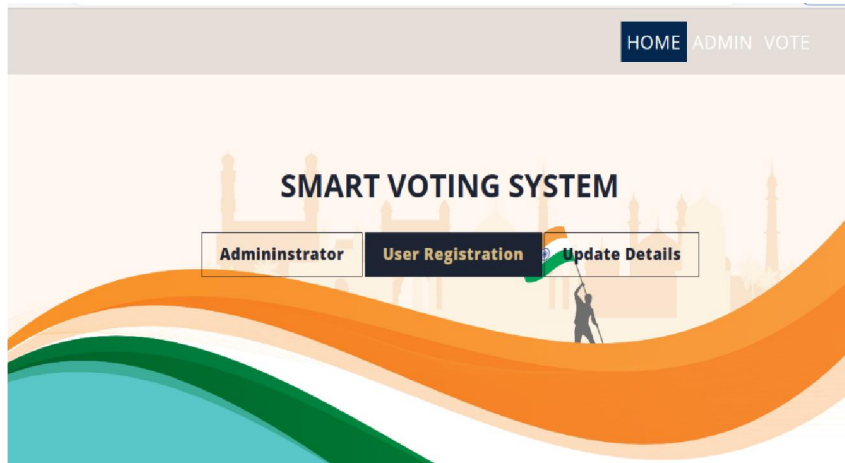 HOME ADMIN VOTE
SMART VOTING SYSTEM
Admininstrator User Registration Update Details